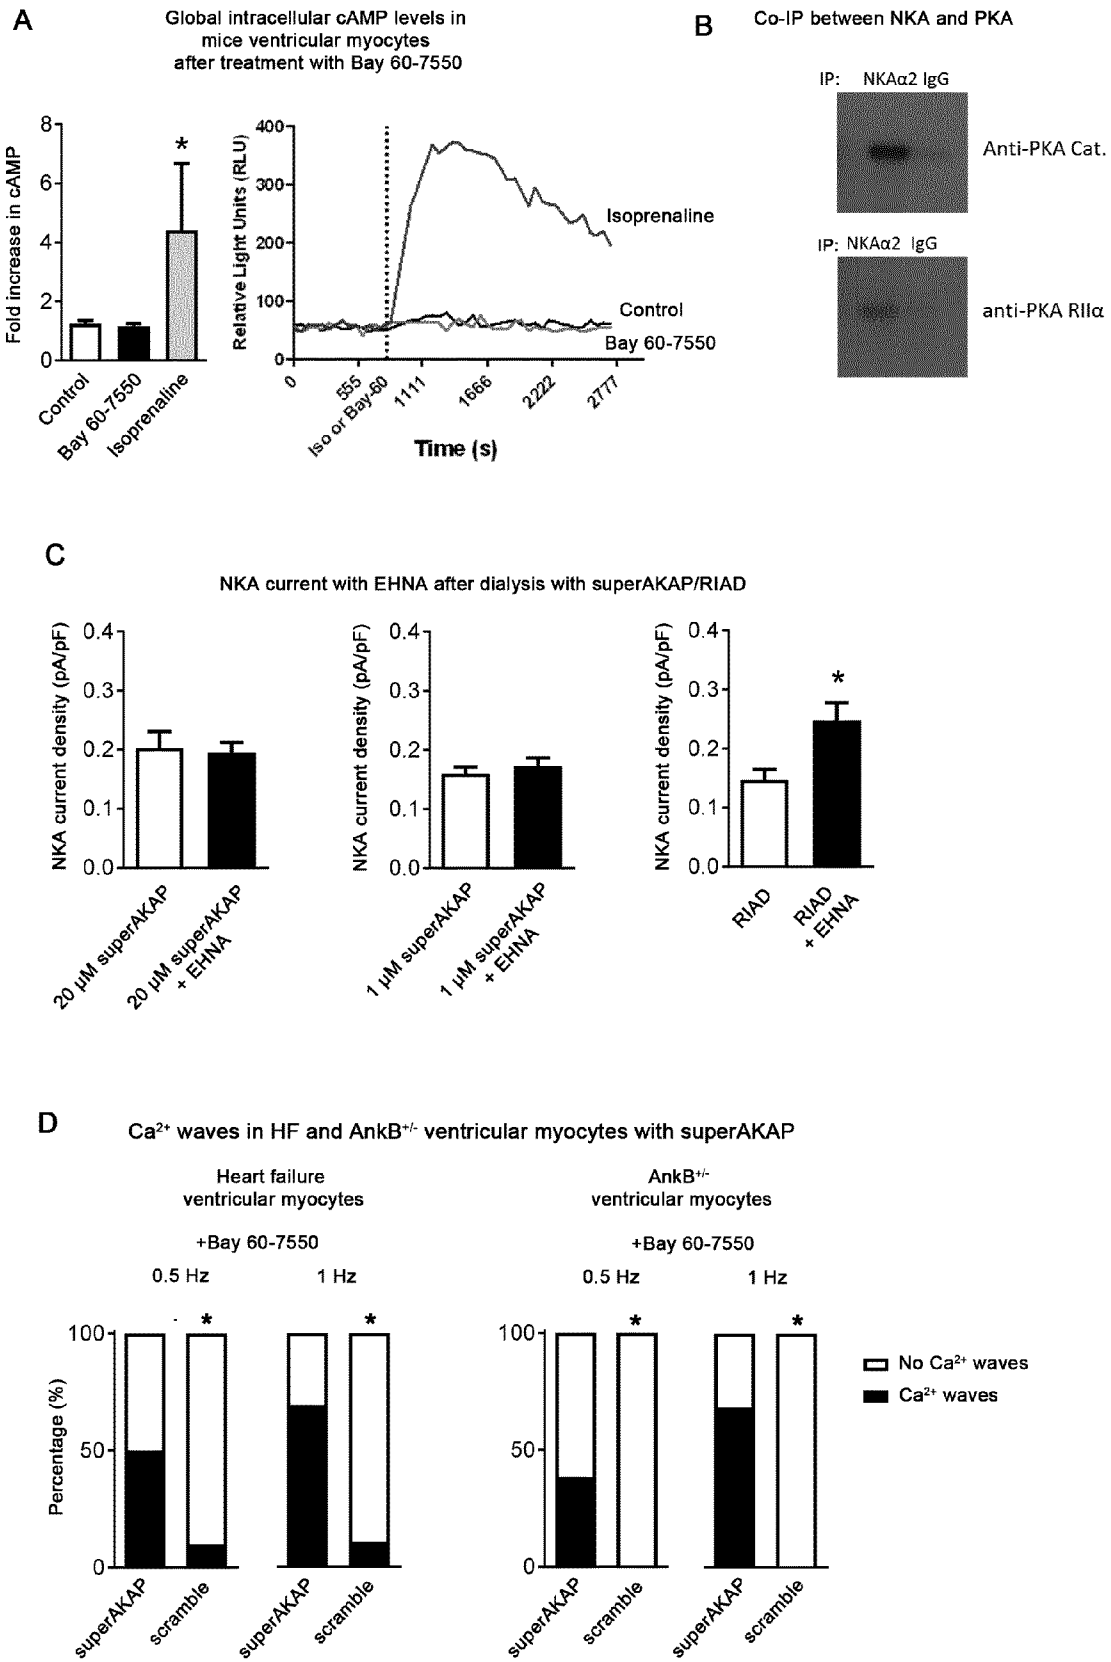 A
Global intracellular cAMP levels in
mice ventricular myocytes
after treatment with Bay 60-7550
Fold increase in cAMP
8
6
4
2
0
*
Control
Bay 60-7550
Isoprenaline
Relative Light Units (RLU)
400
300
200
100
0
Isoprenaline
Control
Bay 60-7550
0
555
Iso or Bay-60
1111
1666
2222
2777
Time (s)
B
Co-IP between NKA and PKA
IP: NKAα2 IgG
Anti-PKA Cat.
IP: NKAα2 IgG
anti-PKA RIIα
C
NKA current with EHNA after dialysis with superAKAP/RIAD
NKA current density (pA/pF)
0.4
0.3
0.2
0.1
0.0
20 µM superAKAP
20 µM superAKAP
+ EHNA
NKA current density (pA/pF)
0.4
0.3
0.2
0.1
0.0
1 µM superAKAP
1 µM superAKAP
+ EHNA
NKA current density (pA/pF)
0.4
0.3
0.2
0.1
0.0
*
RIAD
RIAD
+ EHNA
D
Ca²⁺ waves in HF and AnkB⁺/⁻ ventricular myocytes with superAKAP
Heart failure
ventricular myocytes
+Bay 60-7550
0.5 Hz
1 Hz
Percentage (%)
100
50
0
*
*
superAKAP
scramble
superAKAP
scramble
AnkB⁺/⁻
ventricular myocytes
+Bay 60-7550
0.5 Hz
1 Hz
100
50
0
*
*
superAKAP
scramble
superAKAP
scramble
No Ca²⁺ waves
Ca²⁺ waves